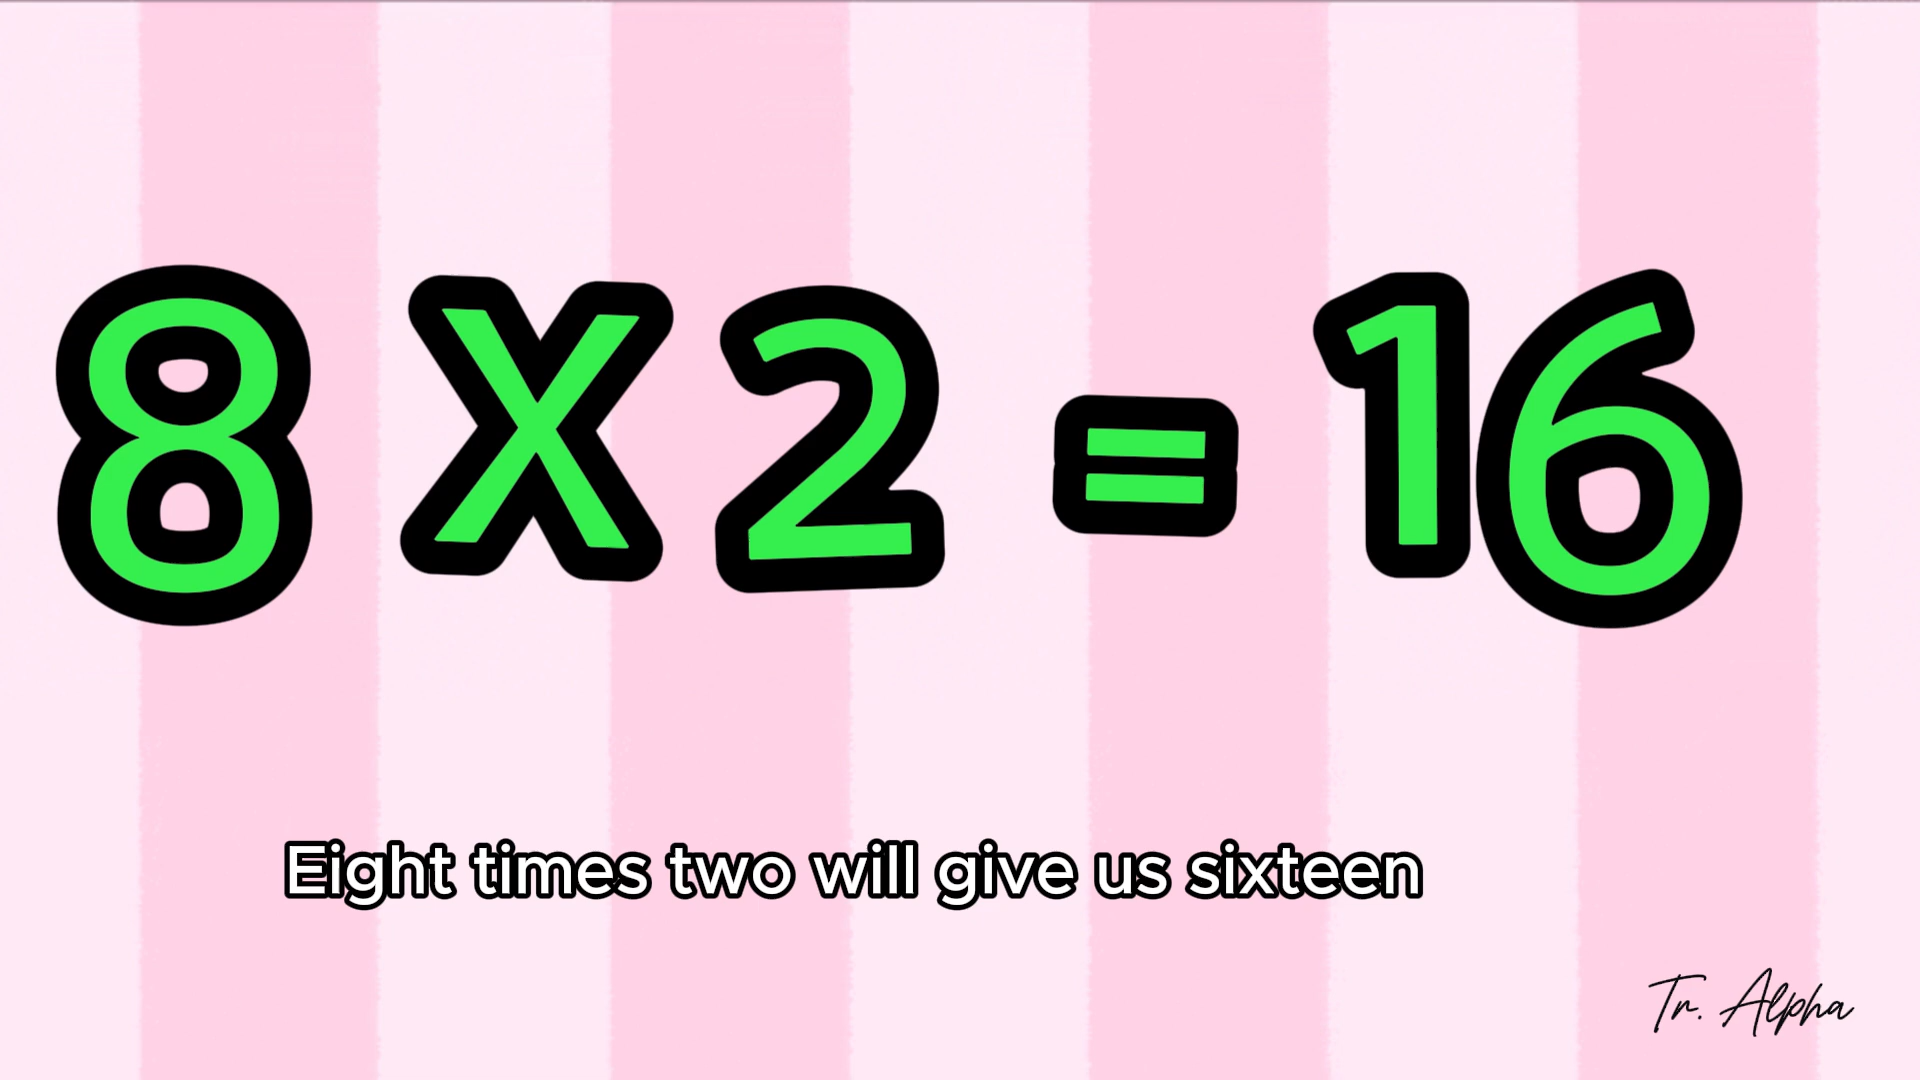 8 X 2 = 16
Eight times two will give us sixteen
Tr. Alpha